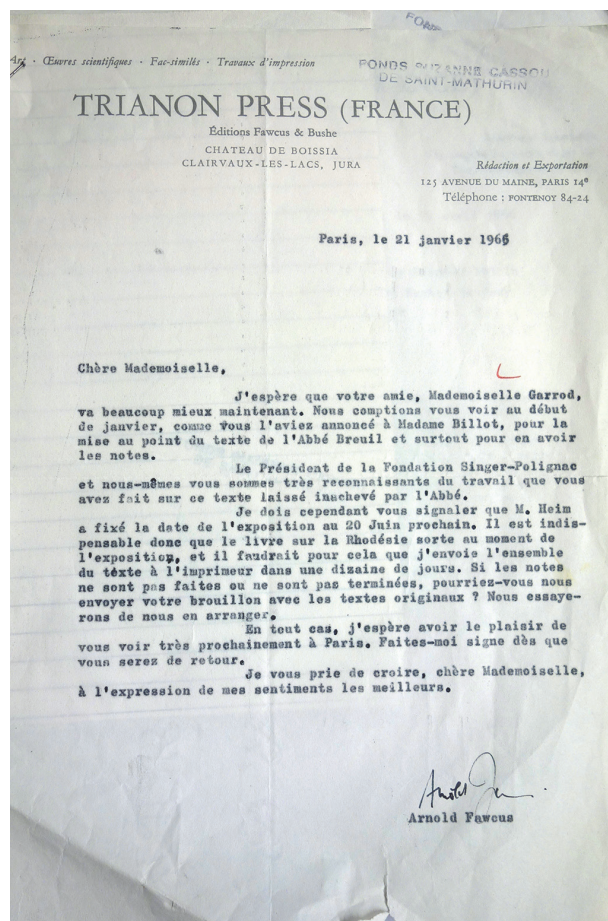 Art · Œuvres scientifiques · Fac-similés · Travaux d'impression
FONDS SUZANNE CASSOU
DE SAINT-MATHURIN
TRIANON PRESS (FRANCE)
Éditions Fawcus & Bushe
CHATEAU DE BOISSIA
CLAIRVAUX-LES-LACS, JURA
Rédaction et Exportation
125 AVENUE DU MAINE, PARIS 14e
Téléphone : FONTENOY 84-24
Paris, le 21 janvier 1966
Chère Mademoiselle,
J'espère que votre amie, Mademoiselle Garrod,
va beaucoup mieux maintenant. Nous comptions vous voir au début
de janvier, comme vous l'aviez annoncé à Madame Billot, pour la
mise au point du texte de l'Abbé Breuil et surtout pour en avoir
les notes.
Le Président de la Fondation Singer-Polignac
et nous-mêmes vous sommes très reconnaissants du travail que vous
avez fait sur ce texte laissé inachevé par l'Abbé.
Je dois cependant vous signaler que M. Heim
a fixé la date de l'exposition au 20 Juin prochain. Il est indis-
pensable donc que le livre sur la Rhodésie sorte au moment de
l'exposition, et il faudrait pour cela que j'envoie l'ensemble
du texte à l'imprimeur dans une dizaine de jours. Si les notes
ne sont pas faites ou ne sont pas terminées, pourriez-vous nous
envoyer votre brouillon avec les textes originaux ? Nous essaye-
rons de nous en arranger.
En tout cas, j'espère avoir le plaisir de
vous voir très prochainement à Paris. Faites-moi signe dès que
vous serez de retour.
Je vous prie de croire, chère Mademoiselle,
à l'expression de mes sentiments les meilleurs.
Arnold Fawcus